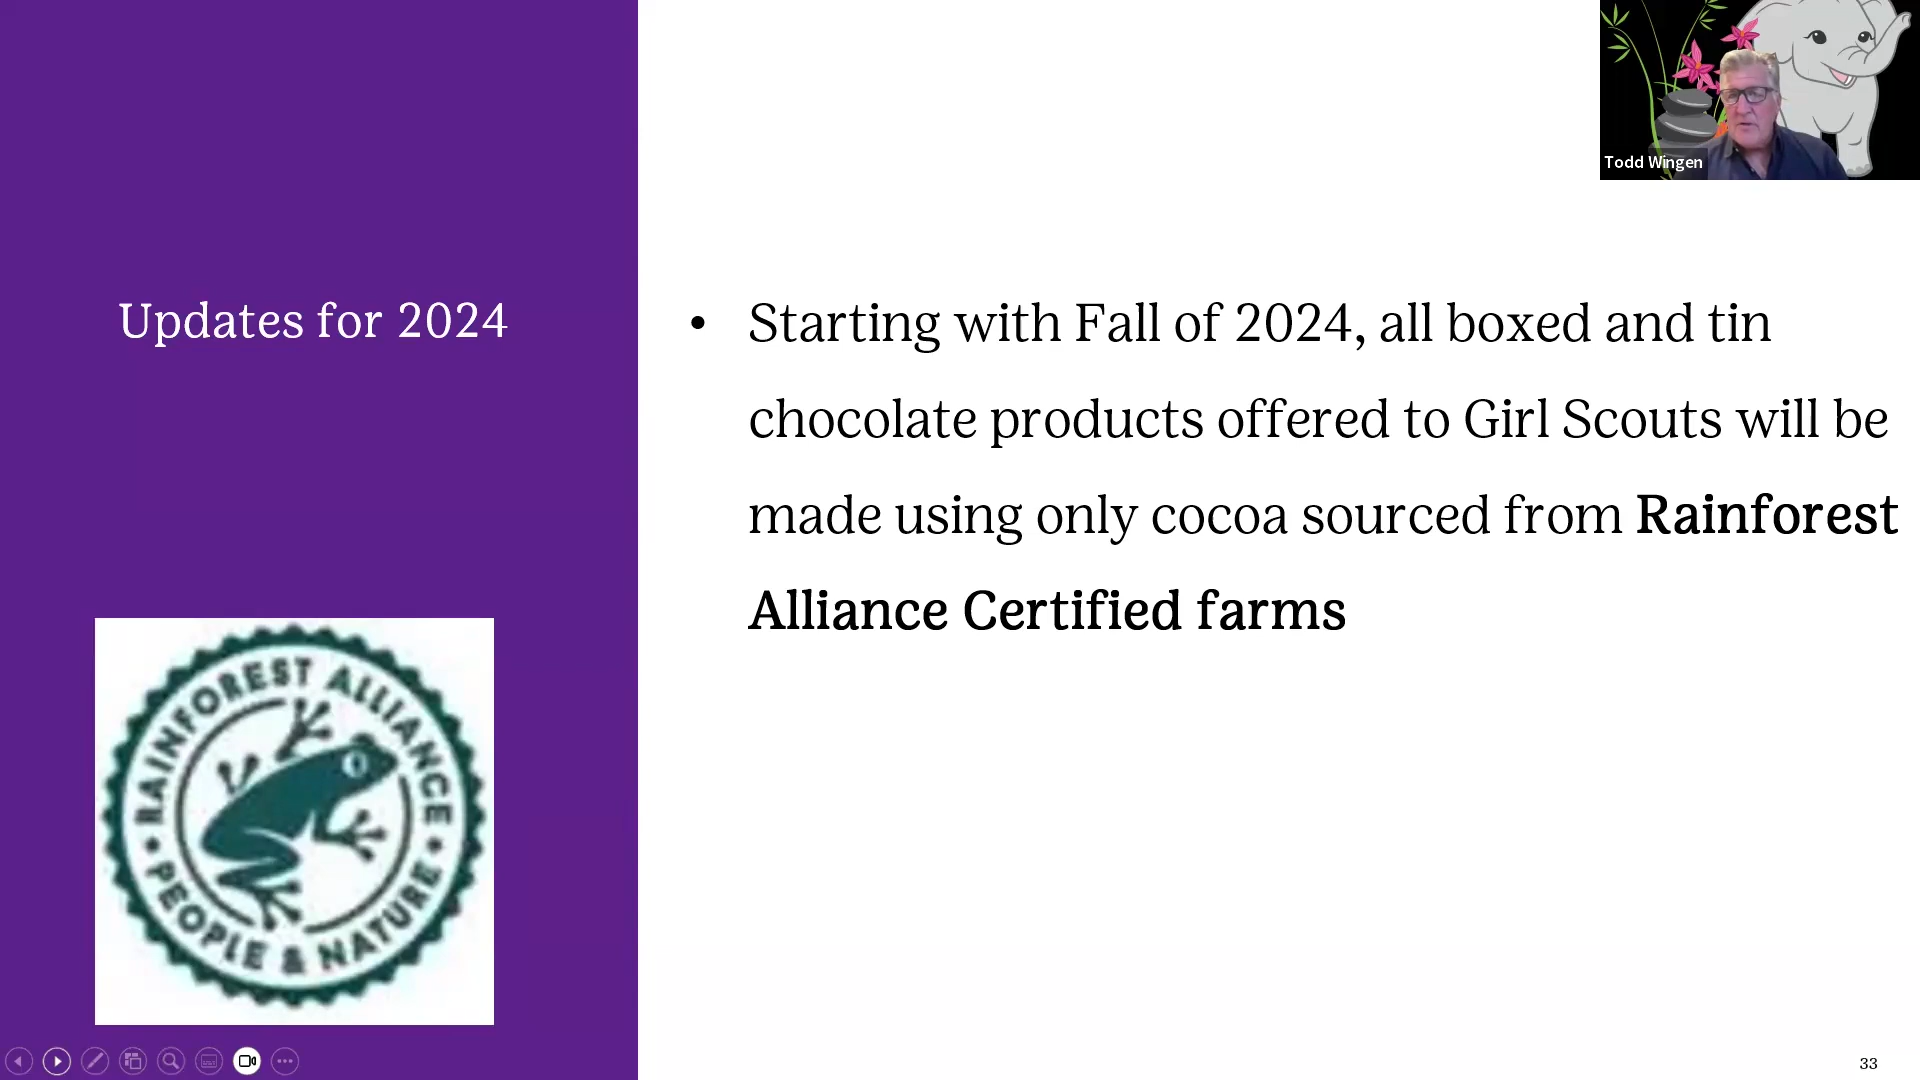 Todd Wingen
Updates for 2024
• Starting with Fall of 2024, all boxed and tin
chocolate products offered to Girl Scouts will be
made using only cocoa sourced from Rainforest
Alliance Certified farms
RAINFOREST ALLIANCE
• PEOPLE & NATURE •
33